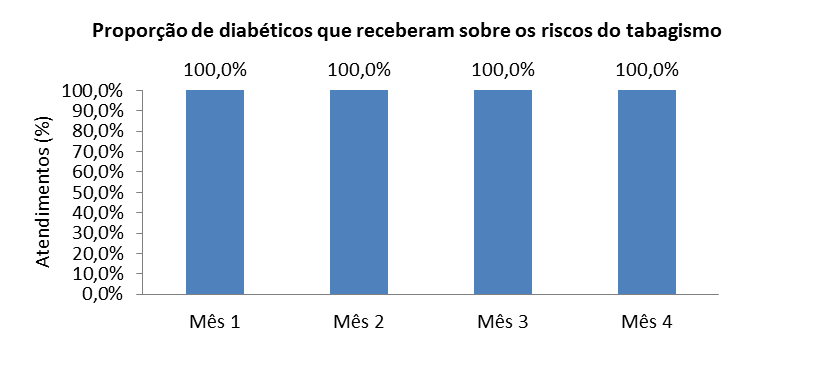 Proporção de diabéticos que receberam sobre os riscos do tabagismo
100,0% 100,0% 100,0% 100,0%
Atendimentos (%)
100,0%
90,0%
80,0%
70,0%
60,0%
50,0%
40,0%
30,0%
20,0%
10,0%
0,0%
Mês 1 Mês 2 Mês 3 Mês 4